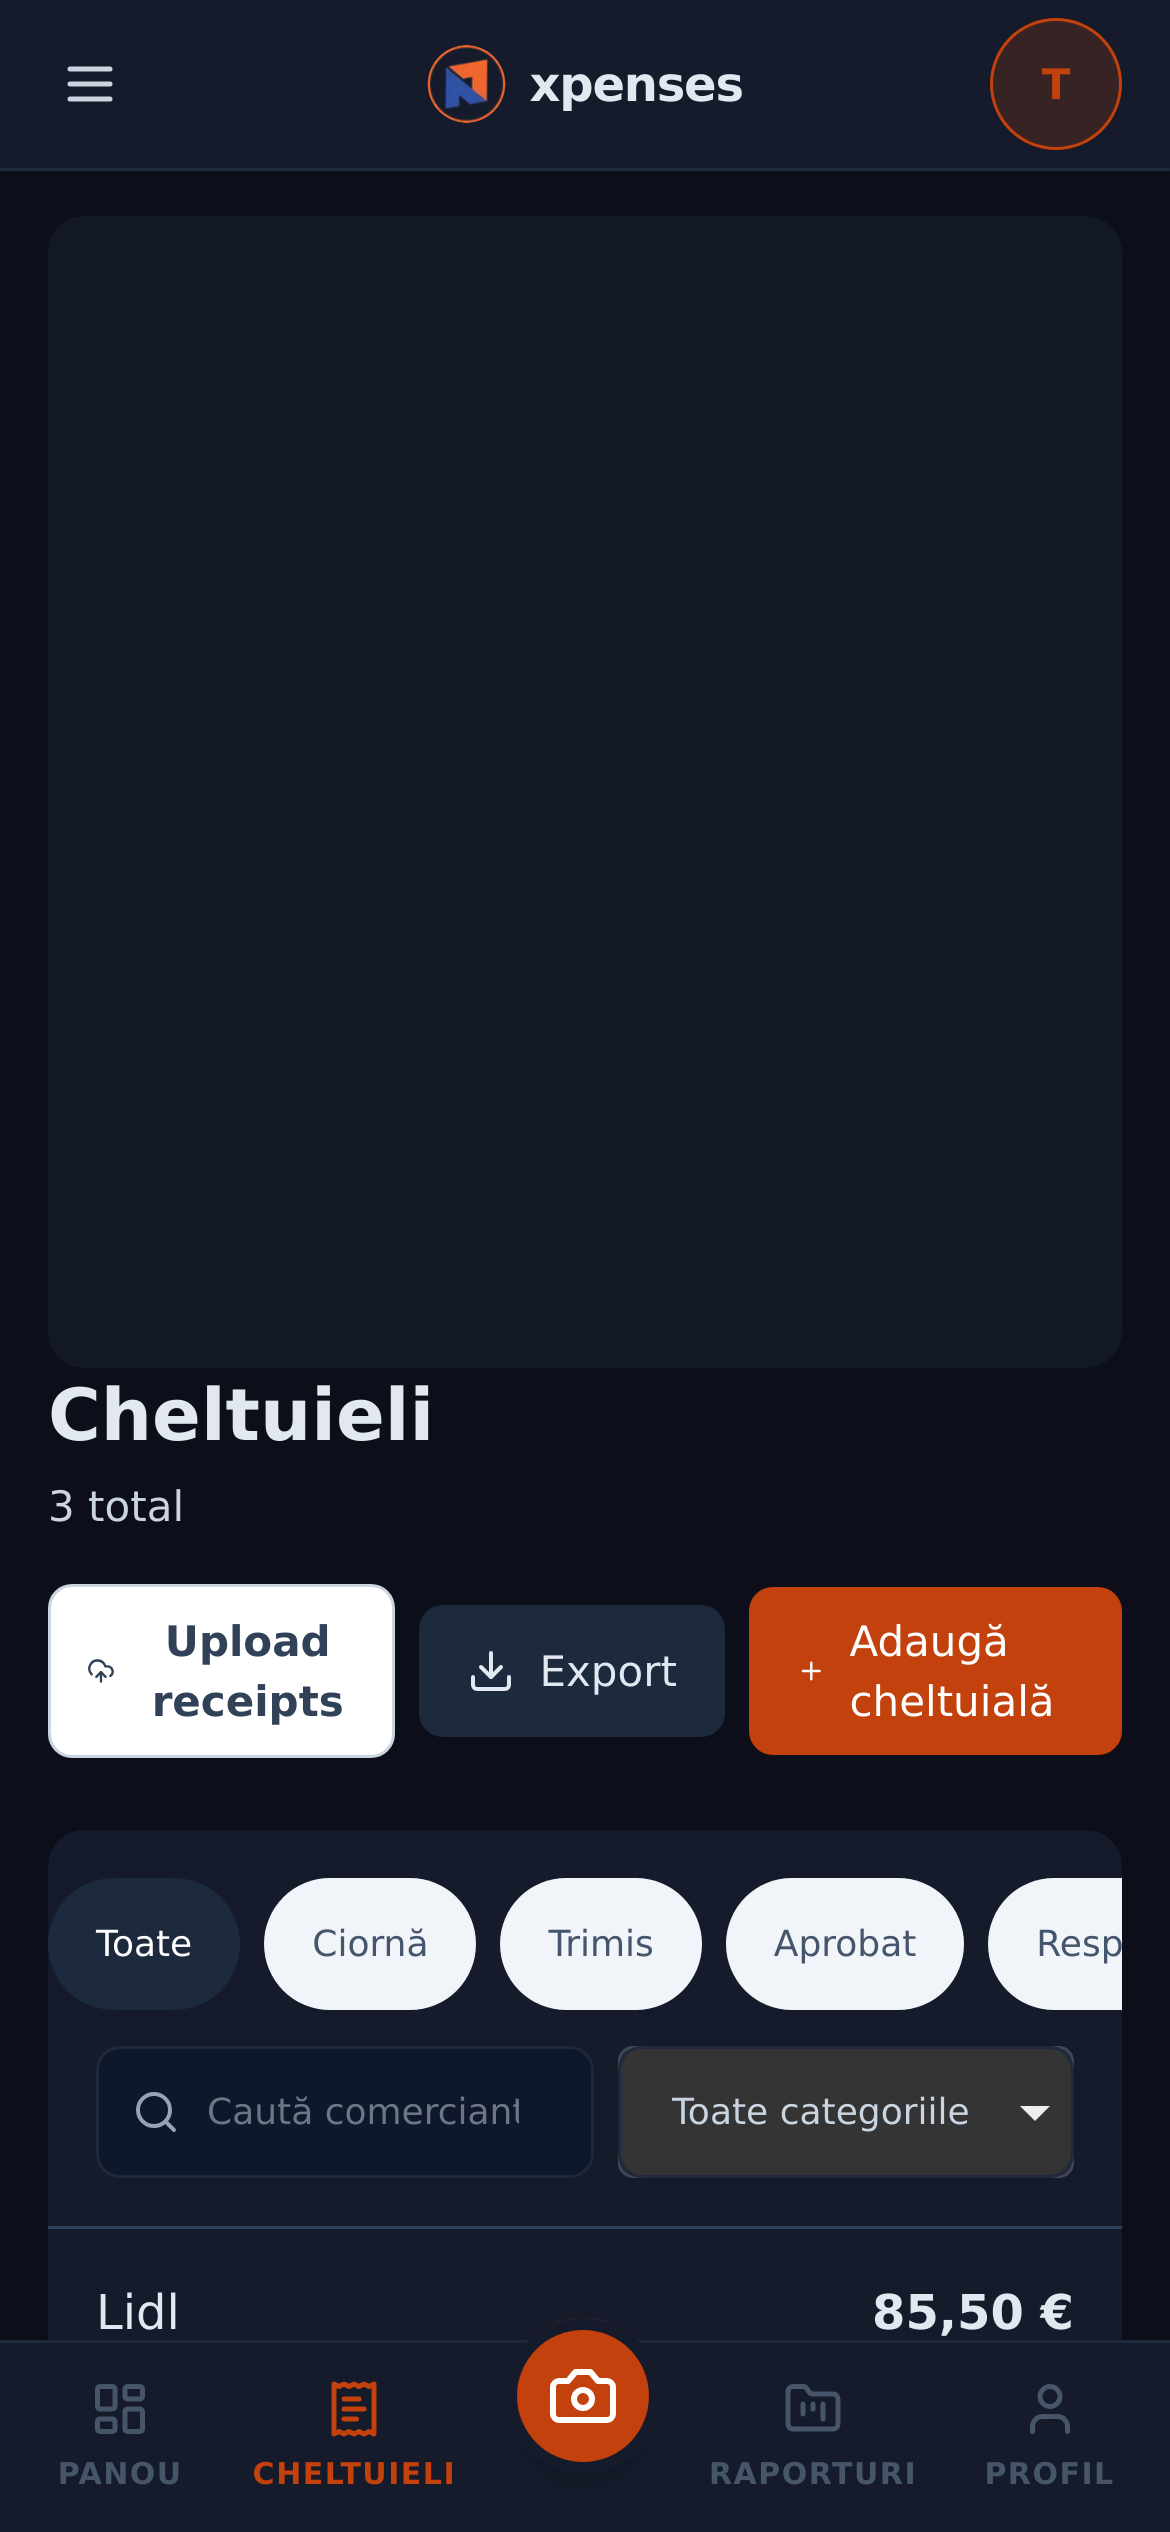 xpenses
T
Cheltuieli
3 total
Upload
receipts
Export
Adaugă
cheltuială
Toate
Ciornă
Trimis
Aprobat
Resp
Caută comerciant
Toate categoriile
Lidl
85,50 €
PANOU
CHELTUIELI
RAPORTURI
PROFIL